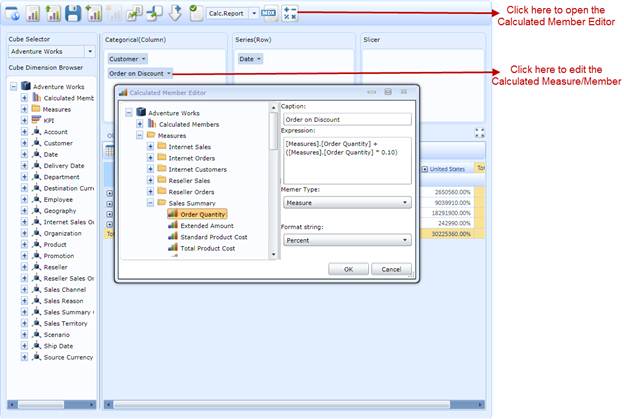 Click here to open the
Calculated Member Editor
Calc.Report
MDX
Cube Selector
Adventure Works
Categorical(Column)
Series(Row)
Slicer
Customer
Date
Order on Discount
Click here to edit the
Calculated Measure/Member
Cube Dimension Browser
Adventure Works
Calculated Memb
Measures
KPI
Account
Customer
Date
Delivery Date
Department
Destination Curre
Employee
Geography
Internet Sales Or
Organization
Product
Promotion
Reseller
Reseller Sales Or
Sales Channel
Sales Reason
Sales Summary
Sales Territory
Scenario
Ship Date
Source Currency
Calculated Member Editor
Adventure Works
Calculated Members
Measures
Internet Sales
Internet Orders
Internet Customers
Reseller Sales
Reseller Orders
Sales Summary
Order Quantity
Extended Amount
Standard Product Cost
Total Product Cost
Caption:
Order on Discount
Expression:
[Measures].[Order Quantity] +
([Measures].[Order Quantity] * 0.10)
Memer Type:
Measure
Format string:
Percent
OK
Cancel
United States
Tot
2650560.00%
9039910.00%
18291900.00%
242990.00%
30225360.00%